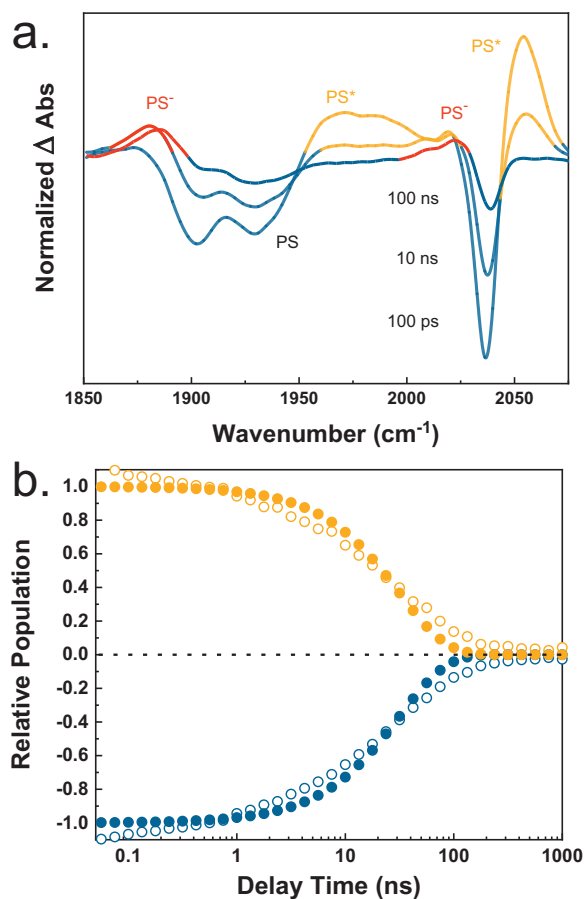 a.
PS⁻
PS*
PS⁻
PS*
PS
100 ns
10 ns
100 ps
Normalized Δ Abs
1850 1900 1950 2000 2050
Wavenumber (cm⁻¹)
b.
1.0
0.8
0.6
0.4
0.2
0.0
-0.2
-0.4
-0.6
-0.8
-1.0
Relative Population
0.1 1 10 100 1000
Delay Time (ns)